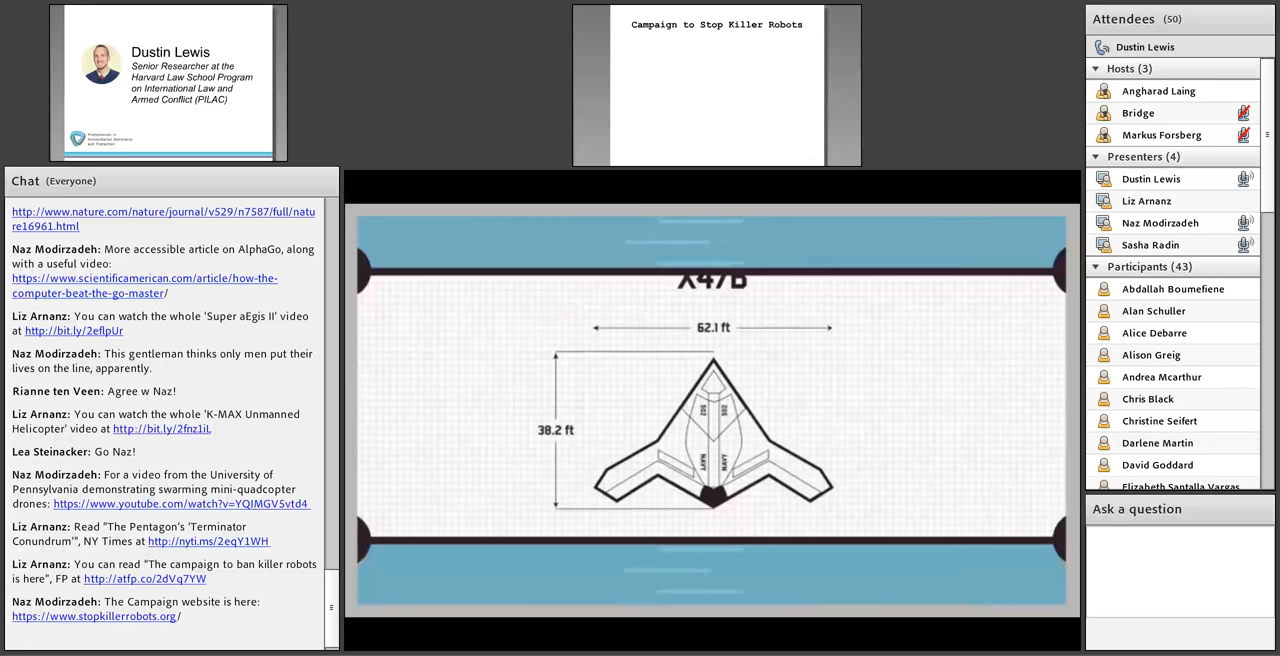 Dustin Lewis
Senior Researcher at the
Harvard Law School Program
on International Law and
Armed Conflict (PILAC)
Professionals in
Humanitarian Assistance
and Protection
Campaign to Stop Killer Robots
Chat (Everyone)
http://www.nature.com/nature/journal/v529/n7587/full/natu
re16961.html
Naz Modirzadeh: More accessible article on AlphaGo, along
with a useful video:
https://www.scientificamerican.com/article/how-the-
computer-beat-the-go-master/
Liz Arnanz: You can watch the whole 'Super aEgis II' video
at http://bit.ly/2eflpUr
Naz Modirzadeh: This gentleman thinks only men put their
lives on the line, apparently.
Rianne ten Veen: Agree w Naz!
Liz Arnanz: You can watch the whole 'K-MAX Unmanned
Helicopter' video at http://bit.ly/2fnz1iL
Lea Steinacker: Go Naz!
Naz Modirzadeh: For a video from the University of
Pennsylvania demonstrating swarming mini-quadcopter
drones: https://www.youtube.com/watch?v=YQIMGV5vtd4
Liz Arnanz: Read "The Pentagon's 'Terminator
Conundrum'", NY Times at http://nyti.ms/2eqY1WH
Liz Arnanz: You can read "The campaign to ban killer robots
is here", FP at http://atfp.co/2dVq7YW
Naz Modirzadeh: The Campaign website is here:
https://www.stopkillerrobots.org/
X47B
62.1 ft
38.2 ft
502
502
NAVY
NAVY
Attendees (50)
Dustin Lewis
Hosts (3)
Angharad Laing
Bridge
Markus Forsberg
Presenters (4)
Dustin Lewis
Liz Arnanz
Naz Modirzadeh
Sasha Radin
Participants (43)
Abdallah Boumefiene
Alan Schuller
Alice Debarre
Alison Greig
Andrea Mcarthur
Chris Black
Christine Seifert
Darlene Martin
David Goddard
Elizabeth Santalla Vargas
Ask a question